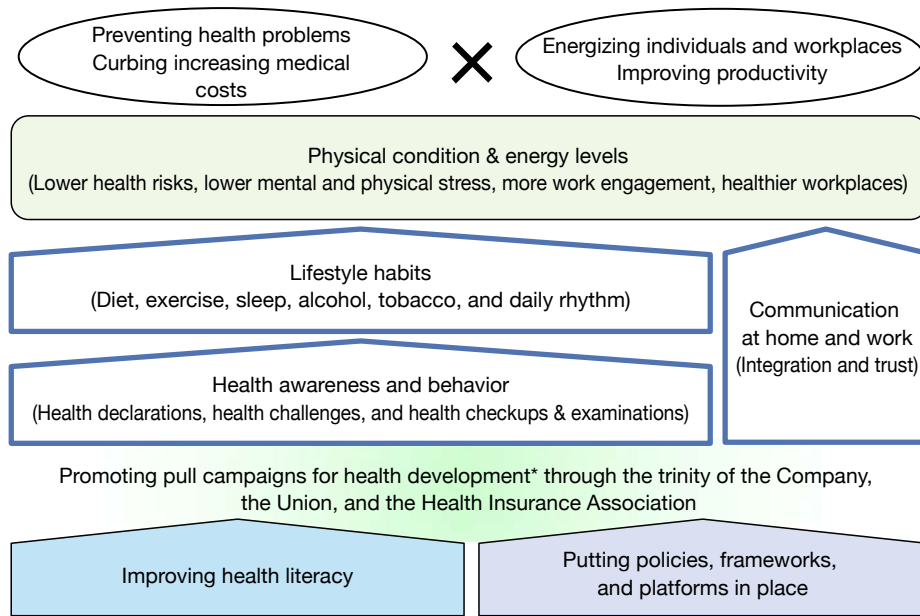 Preventing health problems
Curbing increasing medical
costs
Energizing individuals and workplaces
Improving productivity
Physical condition & energy levels
(Lower health risks, lower mental and physical stress, more work engagement, healthier workplaces)
Lifestyle habits
(Diet, exercise, sleep, alcohol, tobacco, and daily rhythm)
Communication
at home and work
(Integration and trust)
Health awareness and behavior
(Health declarations, health challenges, and health checkups & examinations)
Promoting pull campaigns for health development* through the trinity of the Company,
the Union, and the Health Insurance Association
Improving health literacy
Putting policies, frameworks,
and platforms in place